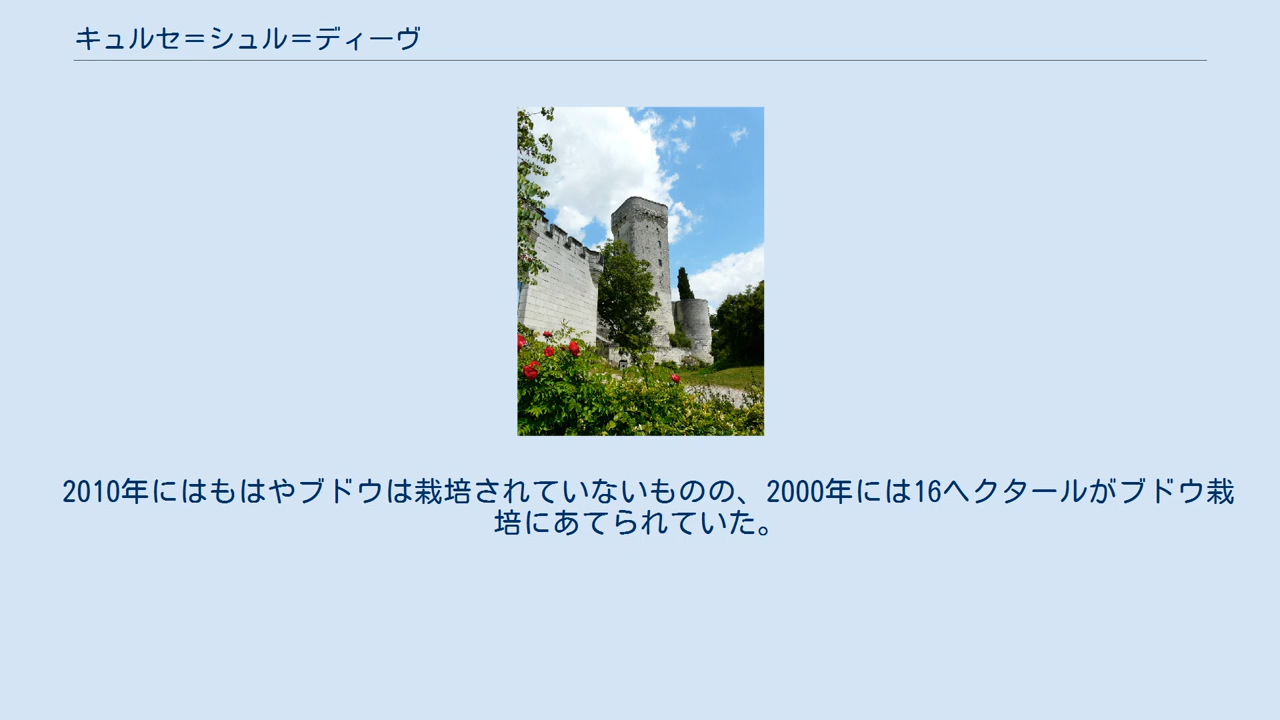 キュルセ＝シュル＝ディーヴ
2010年にはもはやブドウは栽培されていないものの、2000年には16ヘクタールがブドウ栽
培にあてられていた。